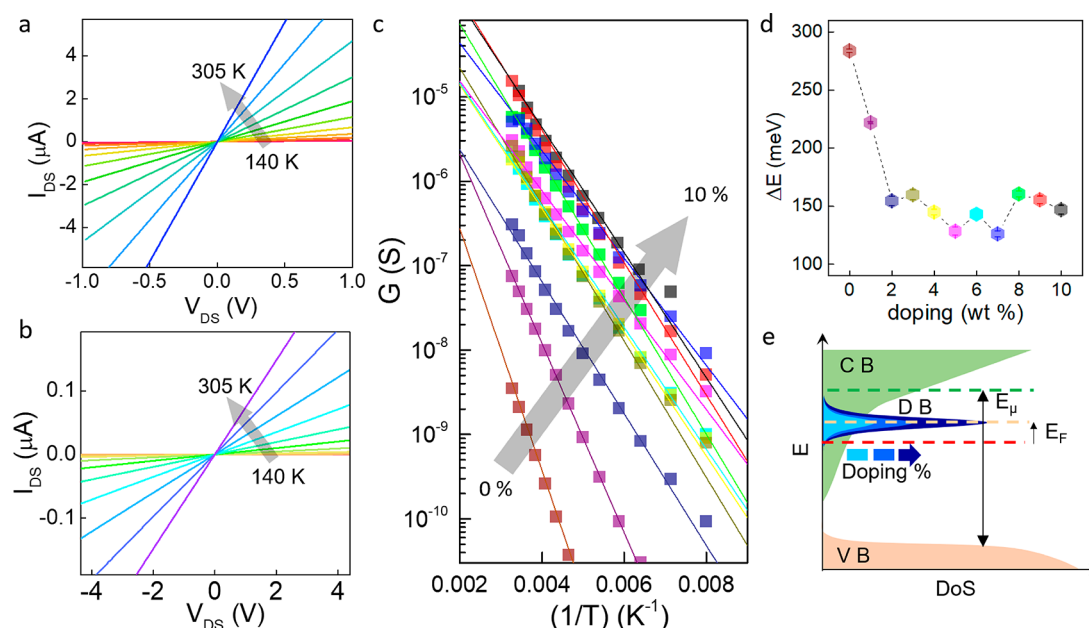 a
4
2
0
-2
-4
I_DS (μA)
305 K
140 K
-1.0
-0.5
0.0
0.5
1.0
V_DS (V)
b
0.1
0.0
-0.1
I_DS (μA)
305 K
140 K
-4
-2
0
2
4
V_DS (V)
c
10^-5
10^-6
10^-7
10^-8
10^-9
10^-10
G (S)
10 %
0 %
0.002
0.004
0.006
0.008
(1/T) (K^-1)
d
300
250
200
150
100
ΔE (meV)
0
2
4
6
8
10
doping (wt %)
e
C B
D B
E_μ
E_F
E
Doping %
V B
DoS